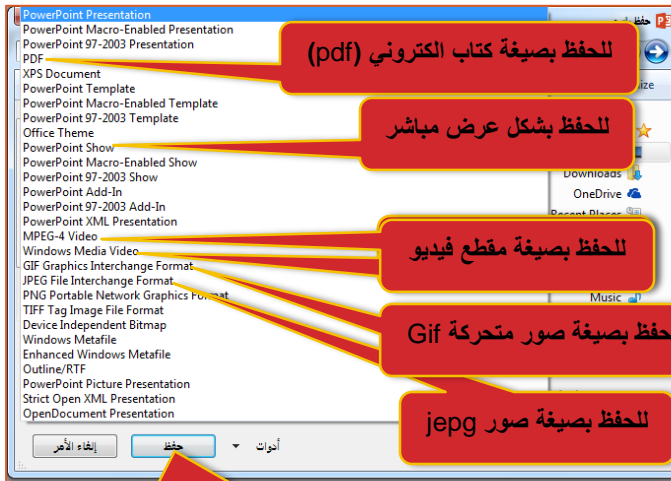 PowerPoint Presentation
PowerPoint Macro-Enabled Presentation
PowerPoint 97-2003 Presentation
PDF
XPS Document
PowerPoint Template
PowerPoint Macro-Enabled Template
PowerPoint 97-2003 Template
Office Theme
PowerPoint Show
PowerPoint Macro-Enabled Show
PowerPoint 97-2003 Show
PowerPoint Add-In
PowerPoint 97-2003 Add-In
PowerPoint XML Presentation
MPEG-4 Video
Windows Media Video
GIF Graphics Interchange Format
JPEG File Interchange Format
PNG Portable Network Graphics Format
TIFF Tag Image File Format
Device Independent Bitmap
Windows Metafile
Enhanced Windows Metafile
Outline/RTF
PowerPoint Picture Presentation
Strict Open XML Presentation
OpenDocument Presentation
للحفظ بصيغة كتاب الكتروني (pdf)
للحفظ بشكل عرض مباشر
للحفظ بصيغة مقطع فيديو
حفظ بصيغة صور متحركة Gif
للحفظ بصيغة صور jepg
حفظ
Downloads
OneDrive
Recent Places
Music
أدوات
حفظ
إلغاء الأمر